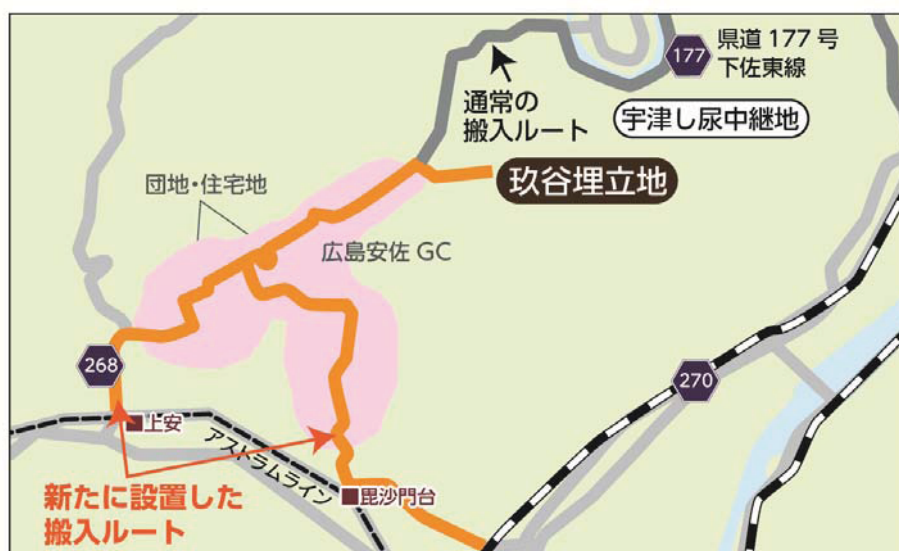 177
県道 177 号
下佐東線
通常の
搬入ルート
宇津し尿中継地
玖谷埋立地
団地・住宅地
広島安佐 GC
268
270
上安
アストラムライン
毘沙門台
新たに設置した
搬入ルート